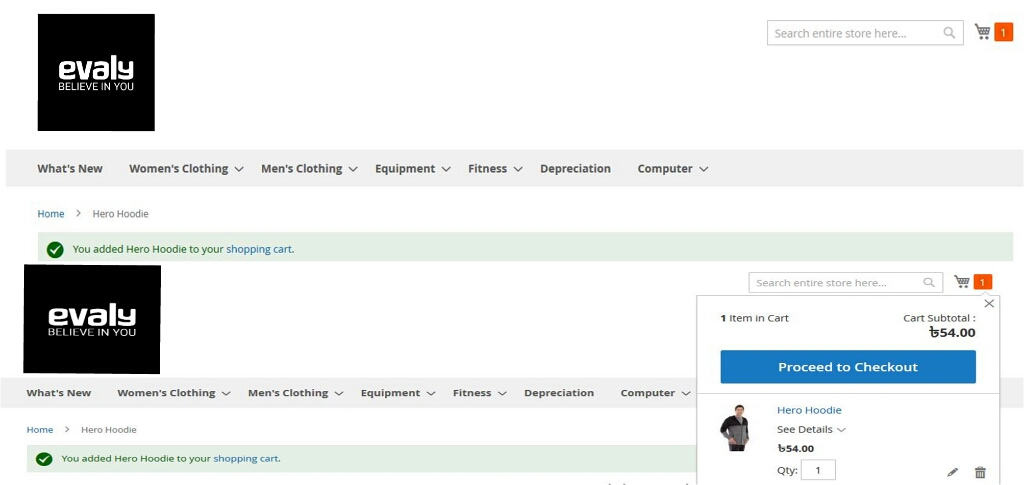 evaly
BELIEVE IN YOU
Search entire store here...
1
What's New Women's Clothing Men's Clothing Equipment Fitness Depreciation Computer
Home > Hero Hoodie
You added Hero Hoodie to your shopping cart.
evaly
BELIEVE IN YOU
Search entire store here...
1
1 Item in Cart Cart Subtotal :
৳54.00
Proceed to Checkout
What's New Women's Clothing Men's Clothing Equipment Fitness Depreciation Computer
Home > Hero Hoodie
You added Hero Hoodie to your shopping cart.
Hero Hoodie
See Details
৳54.00
Qty: 1